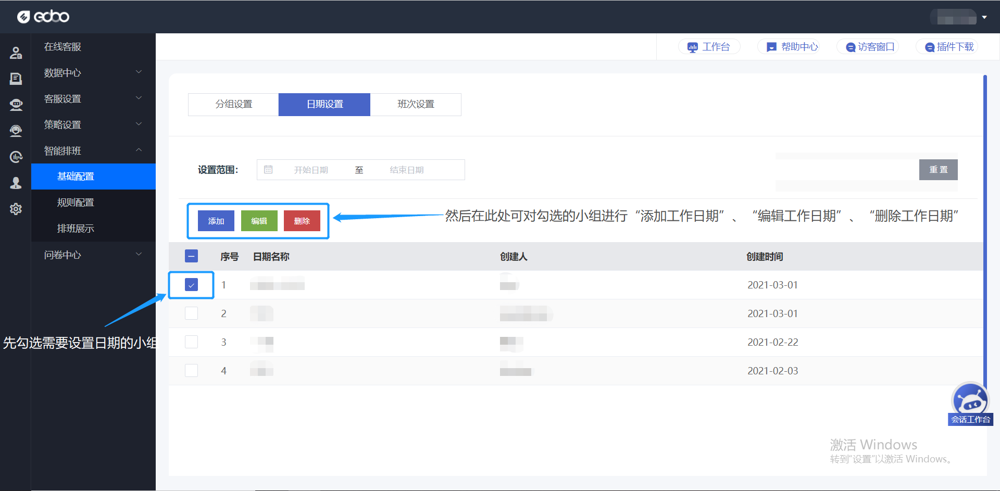 edbo
工作台
帮助中心
访客窗口
插件下载
在线客服
数据中心
客服设置
策略设置
智能排班
基础配置
规则配置
排班展示
问卷中心
分组设置
日期设置
班次设置
设置范围：
开始日期
至
结束日期
重 置
添加
编辑
删除
然后在此处可对勾选的小组进行“添加工作日期”、“编辑工作日期”、“删除工作日期”
序号 日期名称 创建人 创建时间
1 2021-03-01
2 2021-03-01
3 2021-02-22
4 2021-02-03
先勾选需要设置日期的小组
会话工作台
激活 Windows
转到“设置”以激活 Windows。